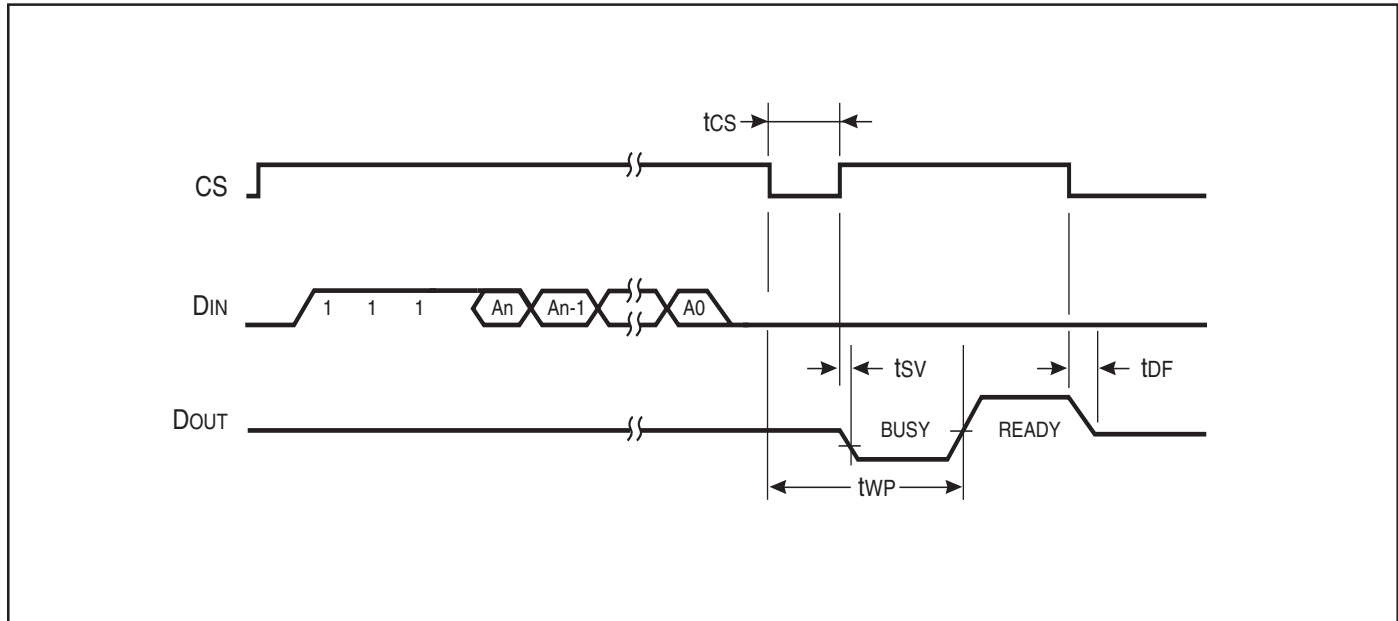 tCS
CS
DIN
1 1 1 An An-1 A0
tSV
tDF
DOUT
BUSY
READY
tWP